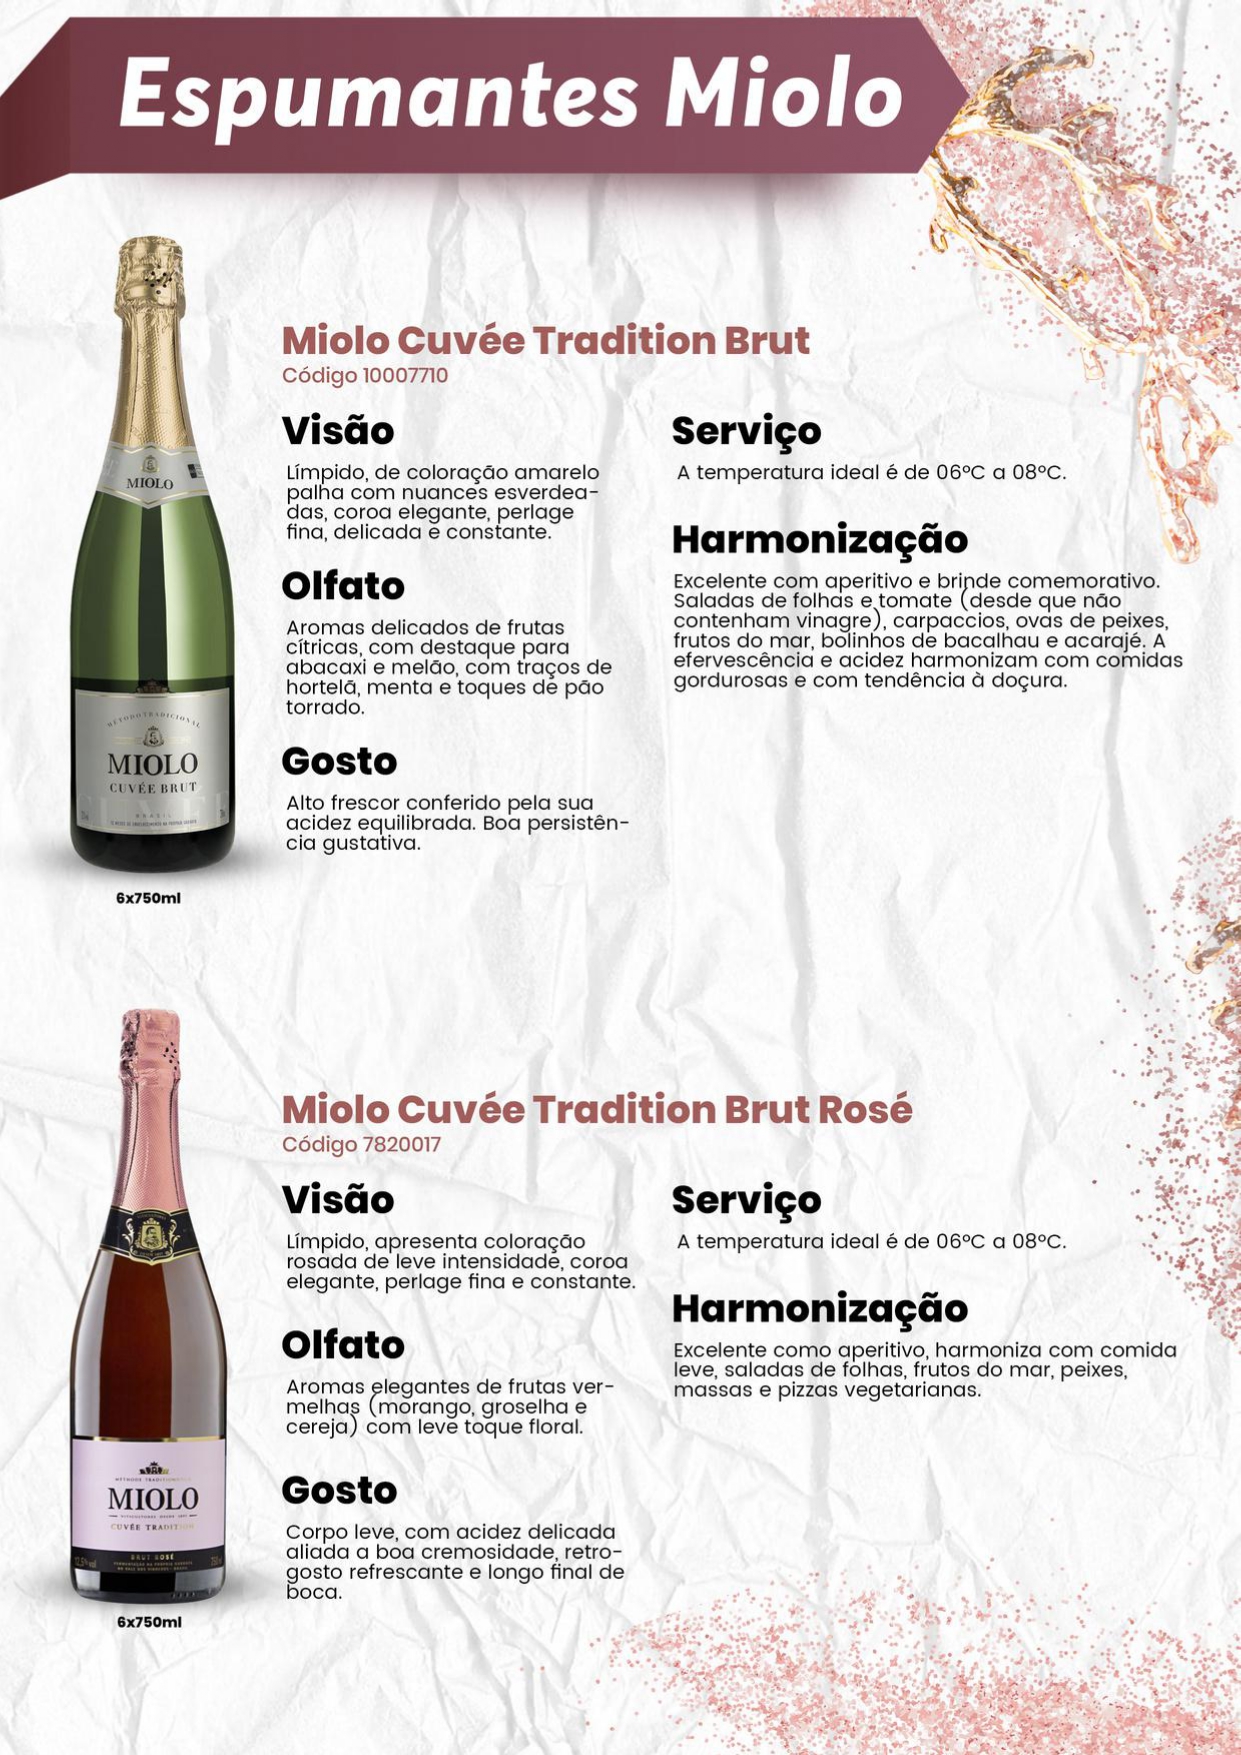 Espumantes Miolo
Miolo Cuvée Tradition Brut
Código 10007710
Visão
Límpido, de coloração amarelo
palha com nuances esverdea-
das, coroa elegante, perlage
fina, delicada e constante.
Olfato
Aromas delicados de frutas
cítricas, com destaque para
abacaxi e melão, com traços de
hortelã, menta e toques de pão
torrado.
Gosto
Alto frescor conferido pela sua
acidez equilibrada. Boa persistên-
cia gustativa.
Serviço
A temperatura ideal é de 06ºC a 08ºC.
Harmonização
Excelente com aperitivo e brinde comemorativo.
Saladas de folhas e tomate (desde que não
contenham vinagre), carpaccios, ovas de peixes,
frutos do mar, bolinhos de bacalhau e acarajé. A
efervescência e acidez harmonizam com comidas
gordurosas e com tendência à doçura.
MIOLO
MÉTODO TRADICIONAL
MIOLO
CUVÉE BRUT
BRASIL
6x750ml
Miolo Cuvée Tradition Brut Rosé
Código 7820017
Visão
Límpido, apresenta coloração
rosada de leve intensidade, coroa
elegante, perlage fina e constante.
Olfato
Aromas elegantes de frutas ver-
melhas (morango, groselha e
cereja) com leve toque floral.
Gosto
Corpo leve, com acidez delicada
aliada a boa cremosidade, retro-
gosto refrescante e longo final de
boca.
Serviço
A temperatura ideal é de 06ºC a 08ºC.
Harmonização
Excelente como aperitivo, harmoniza com comida
leve, saladas de folhas, frutos do mar, peixes,
massas e pizzas vegetarianas.
MIOLO
CUVÉE TRADITION
BRUT ROSÉ
6x750ml